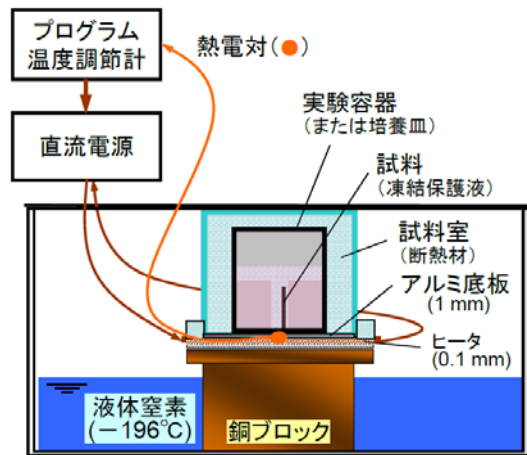 プログラム
温度調節計
熱電対(●)
直流電源
実験容器
(または培養皿)
試料
(凍結保護液)
試料室
(断熱材)
アルミ底板
(1 mm)
ヒータ
(0.1 mm)
液体窒素
(－196℃)
銅ブロック